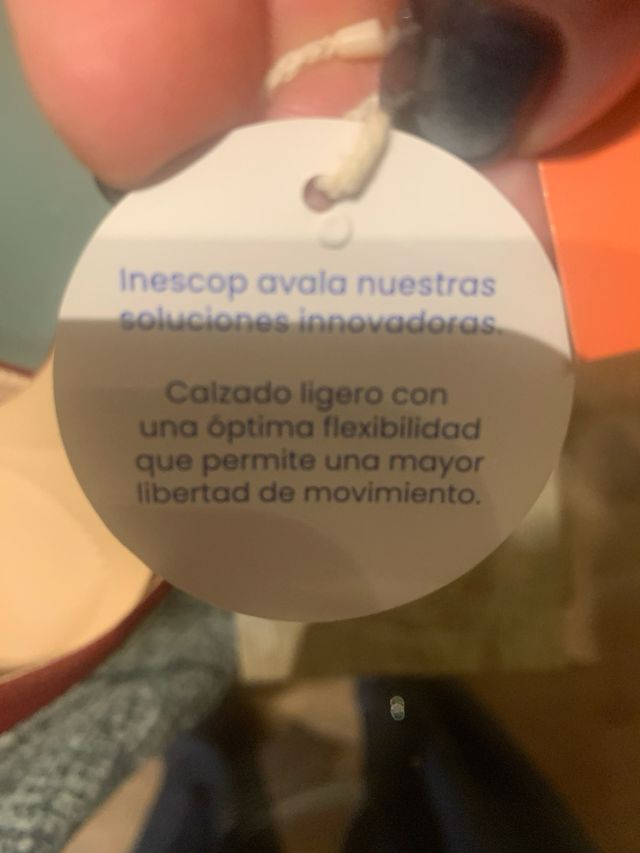 Inescop avala nuestras
soluciones innovadoras.
Calzado ligero con
una óptima flexibilidad
que permite una mayor
libertad de movimiento.